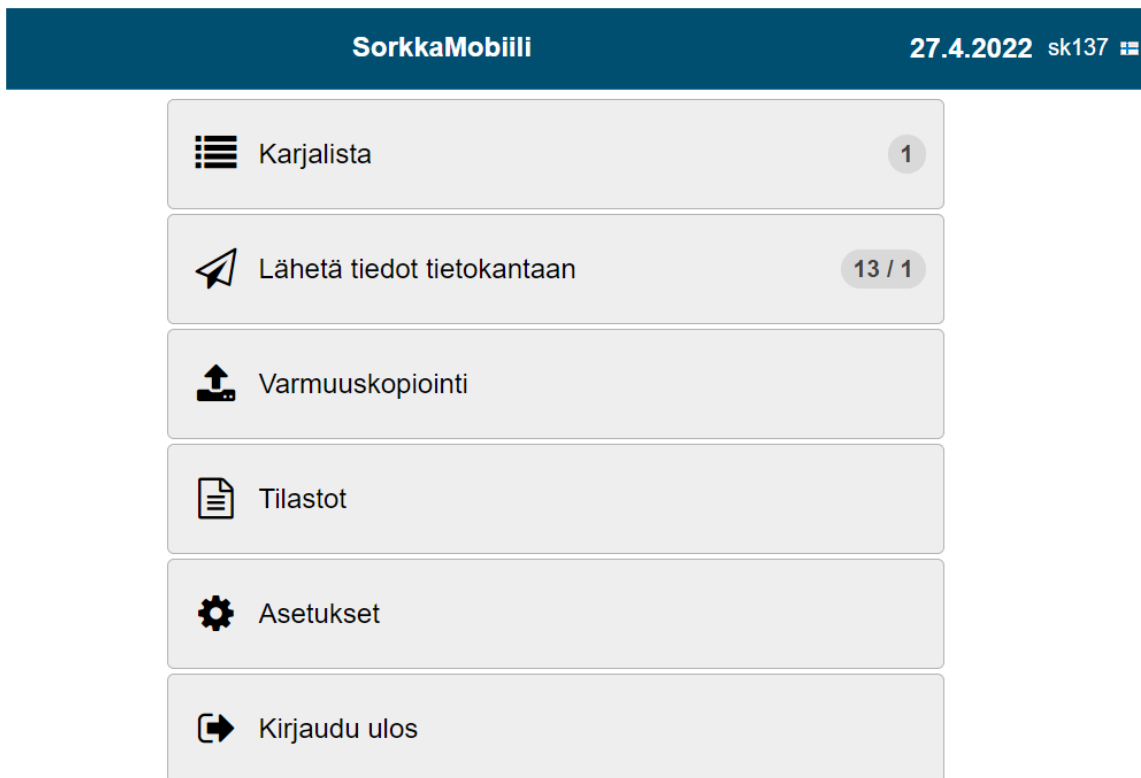 SorkkaMobiili 27.4.2022 sk137
Karjalista 1
Lähetä tiedot tietokantaan 13 / 1
Varmuuskopiointi
Tilastot
Asetukset
Kirjaudu ulos